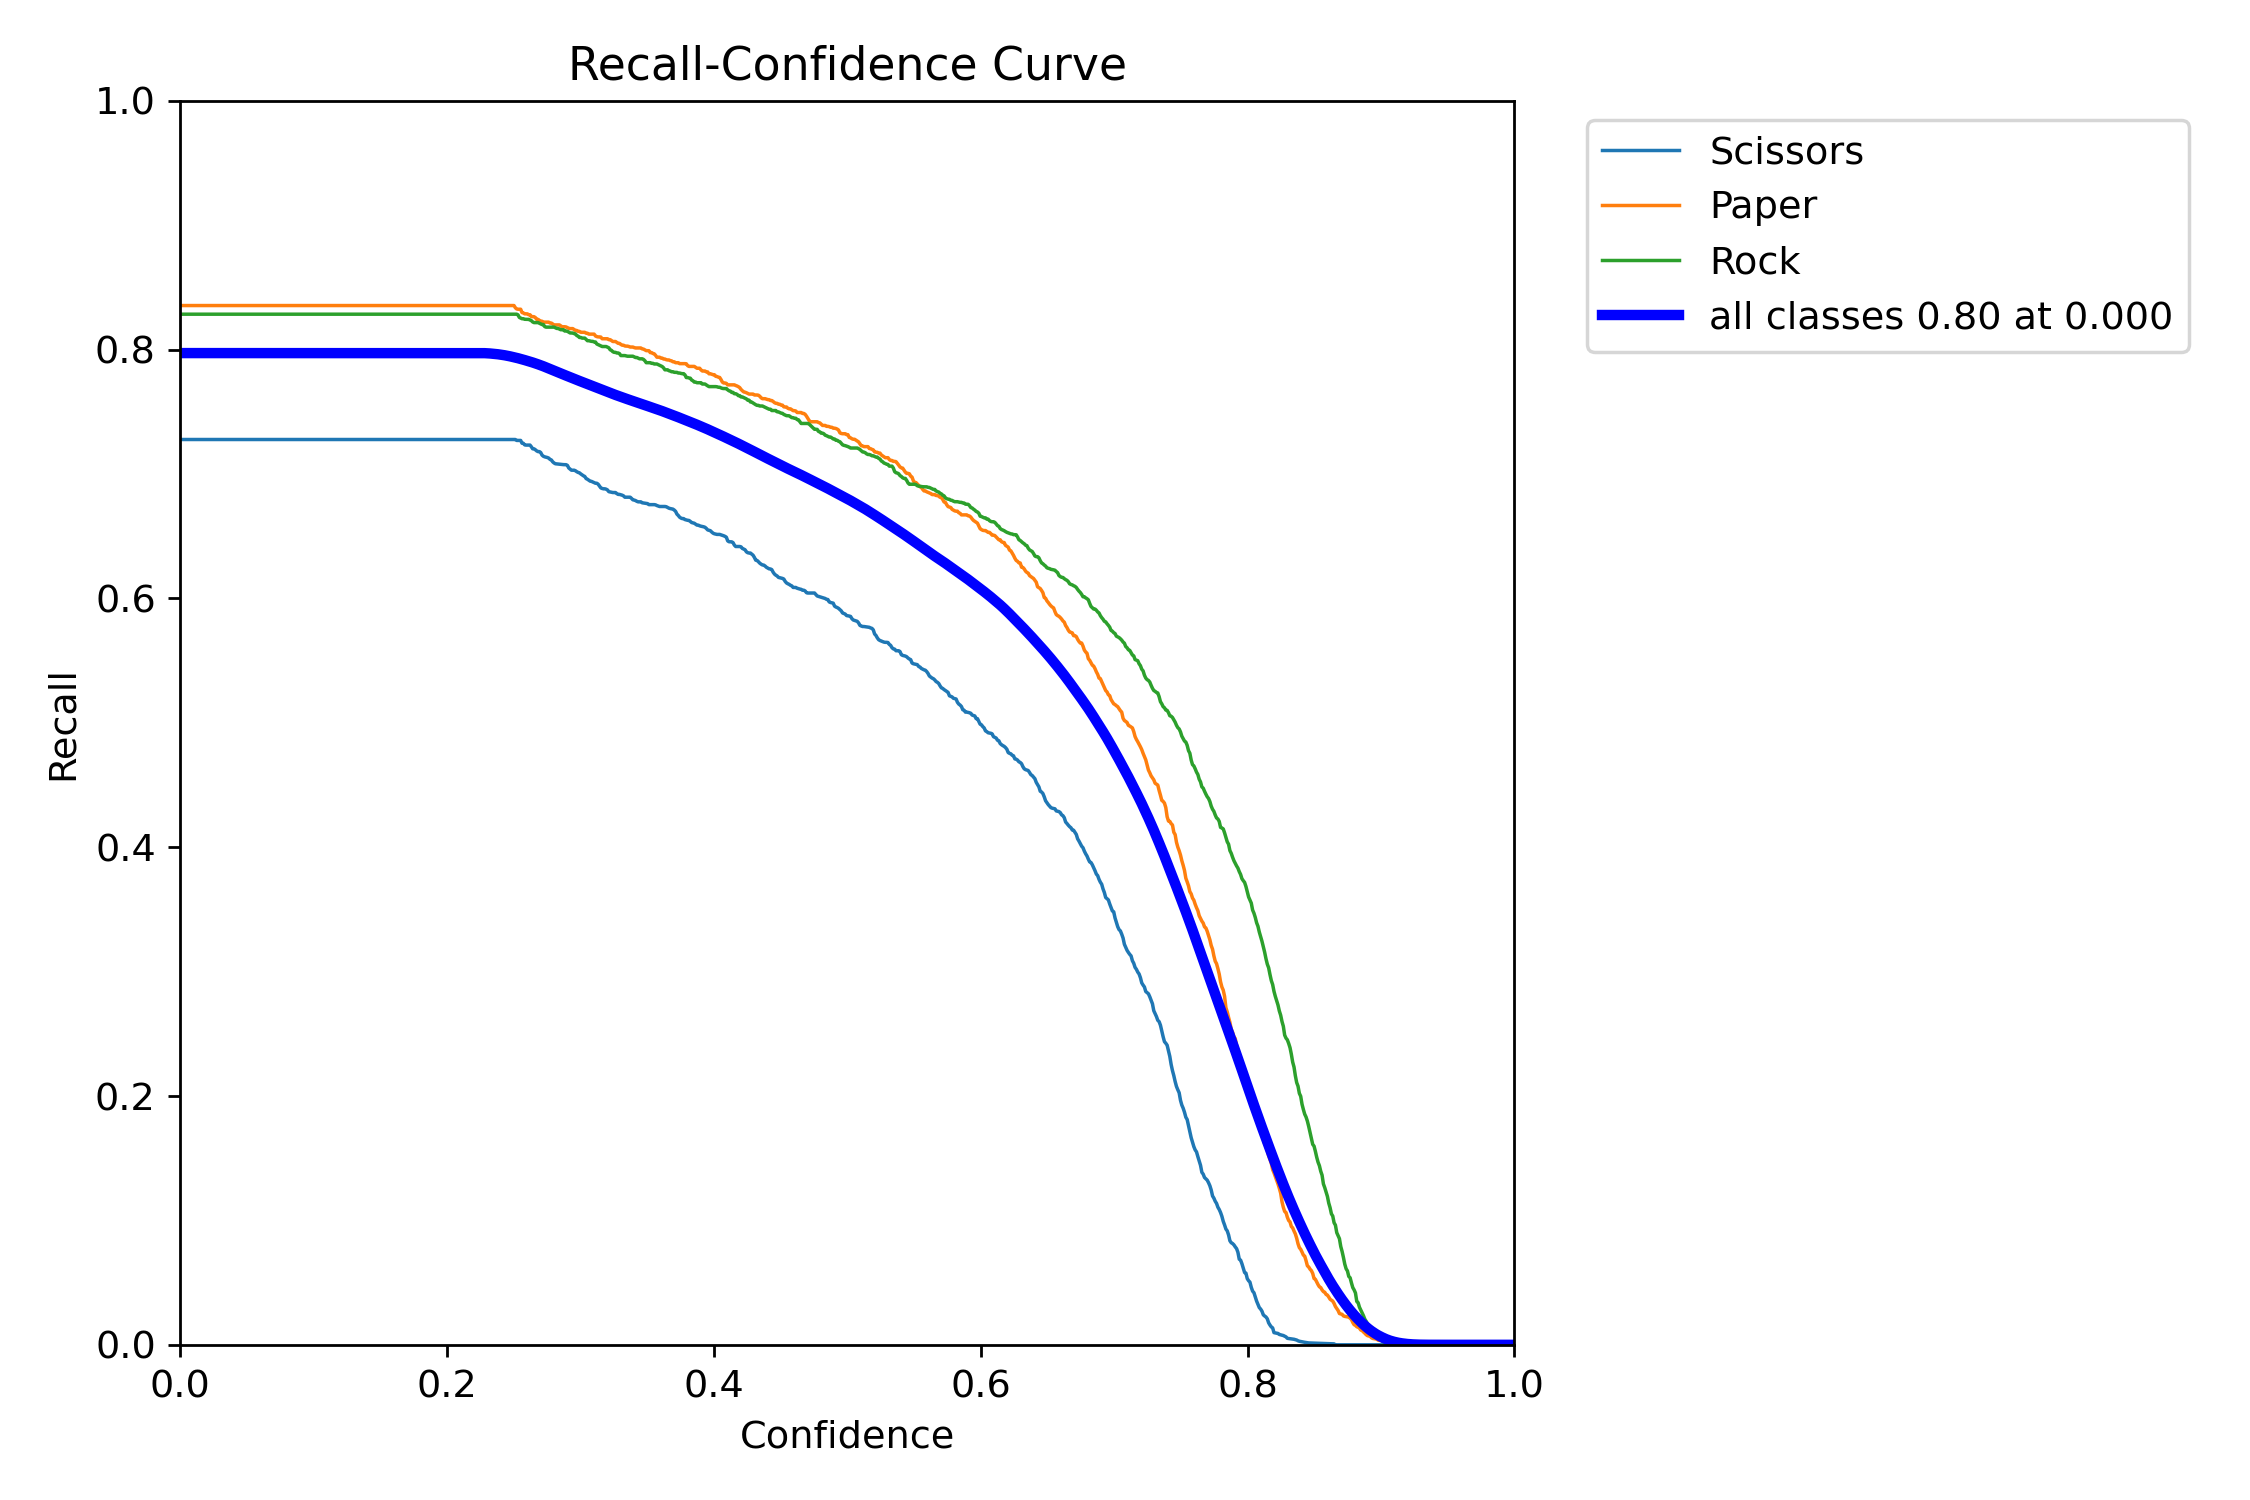 Recall-Confidence Curve
1.0
0.8
0.6
0.4
0.2
0.0
Recall
0.0 0.2 0.4 0.6 0.8 1.0
Confidence
Scissors
Paper
Rock
all classes 0.80 at 0.000